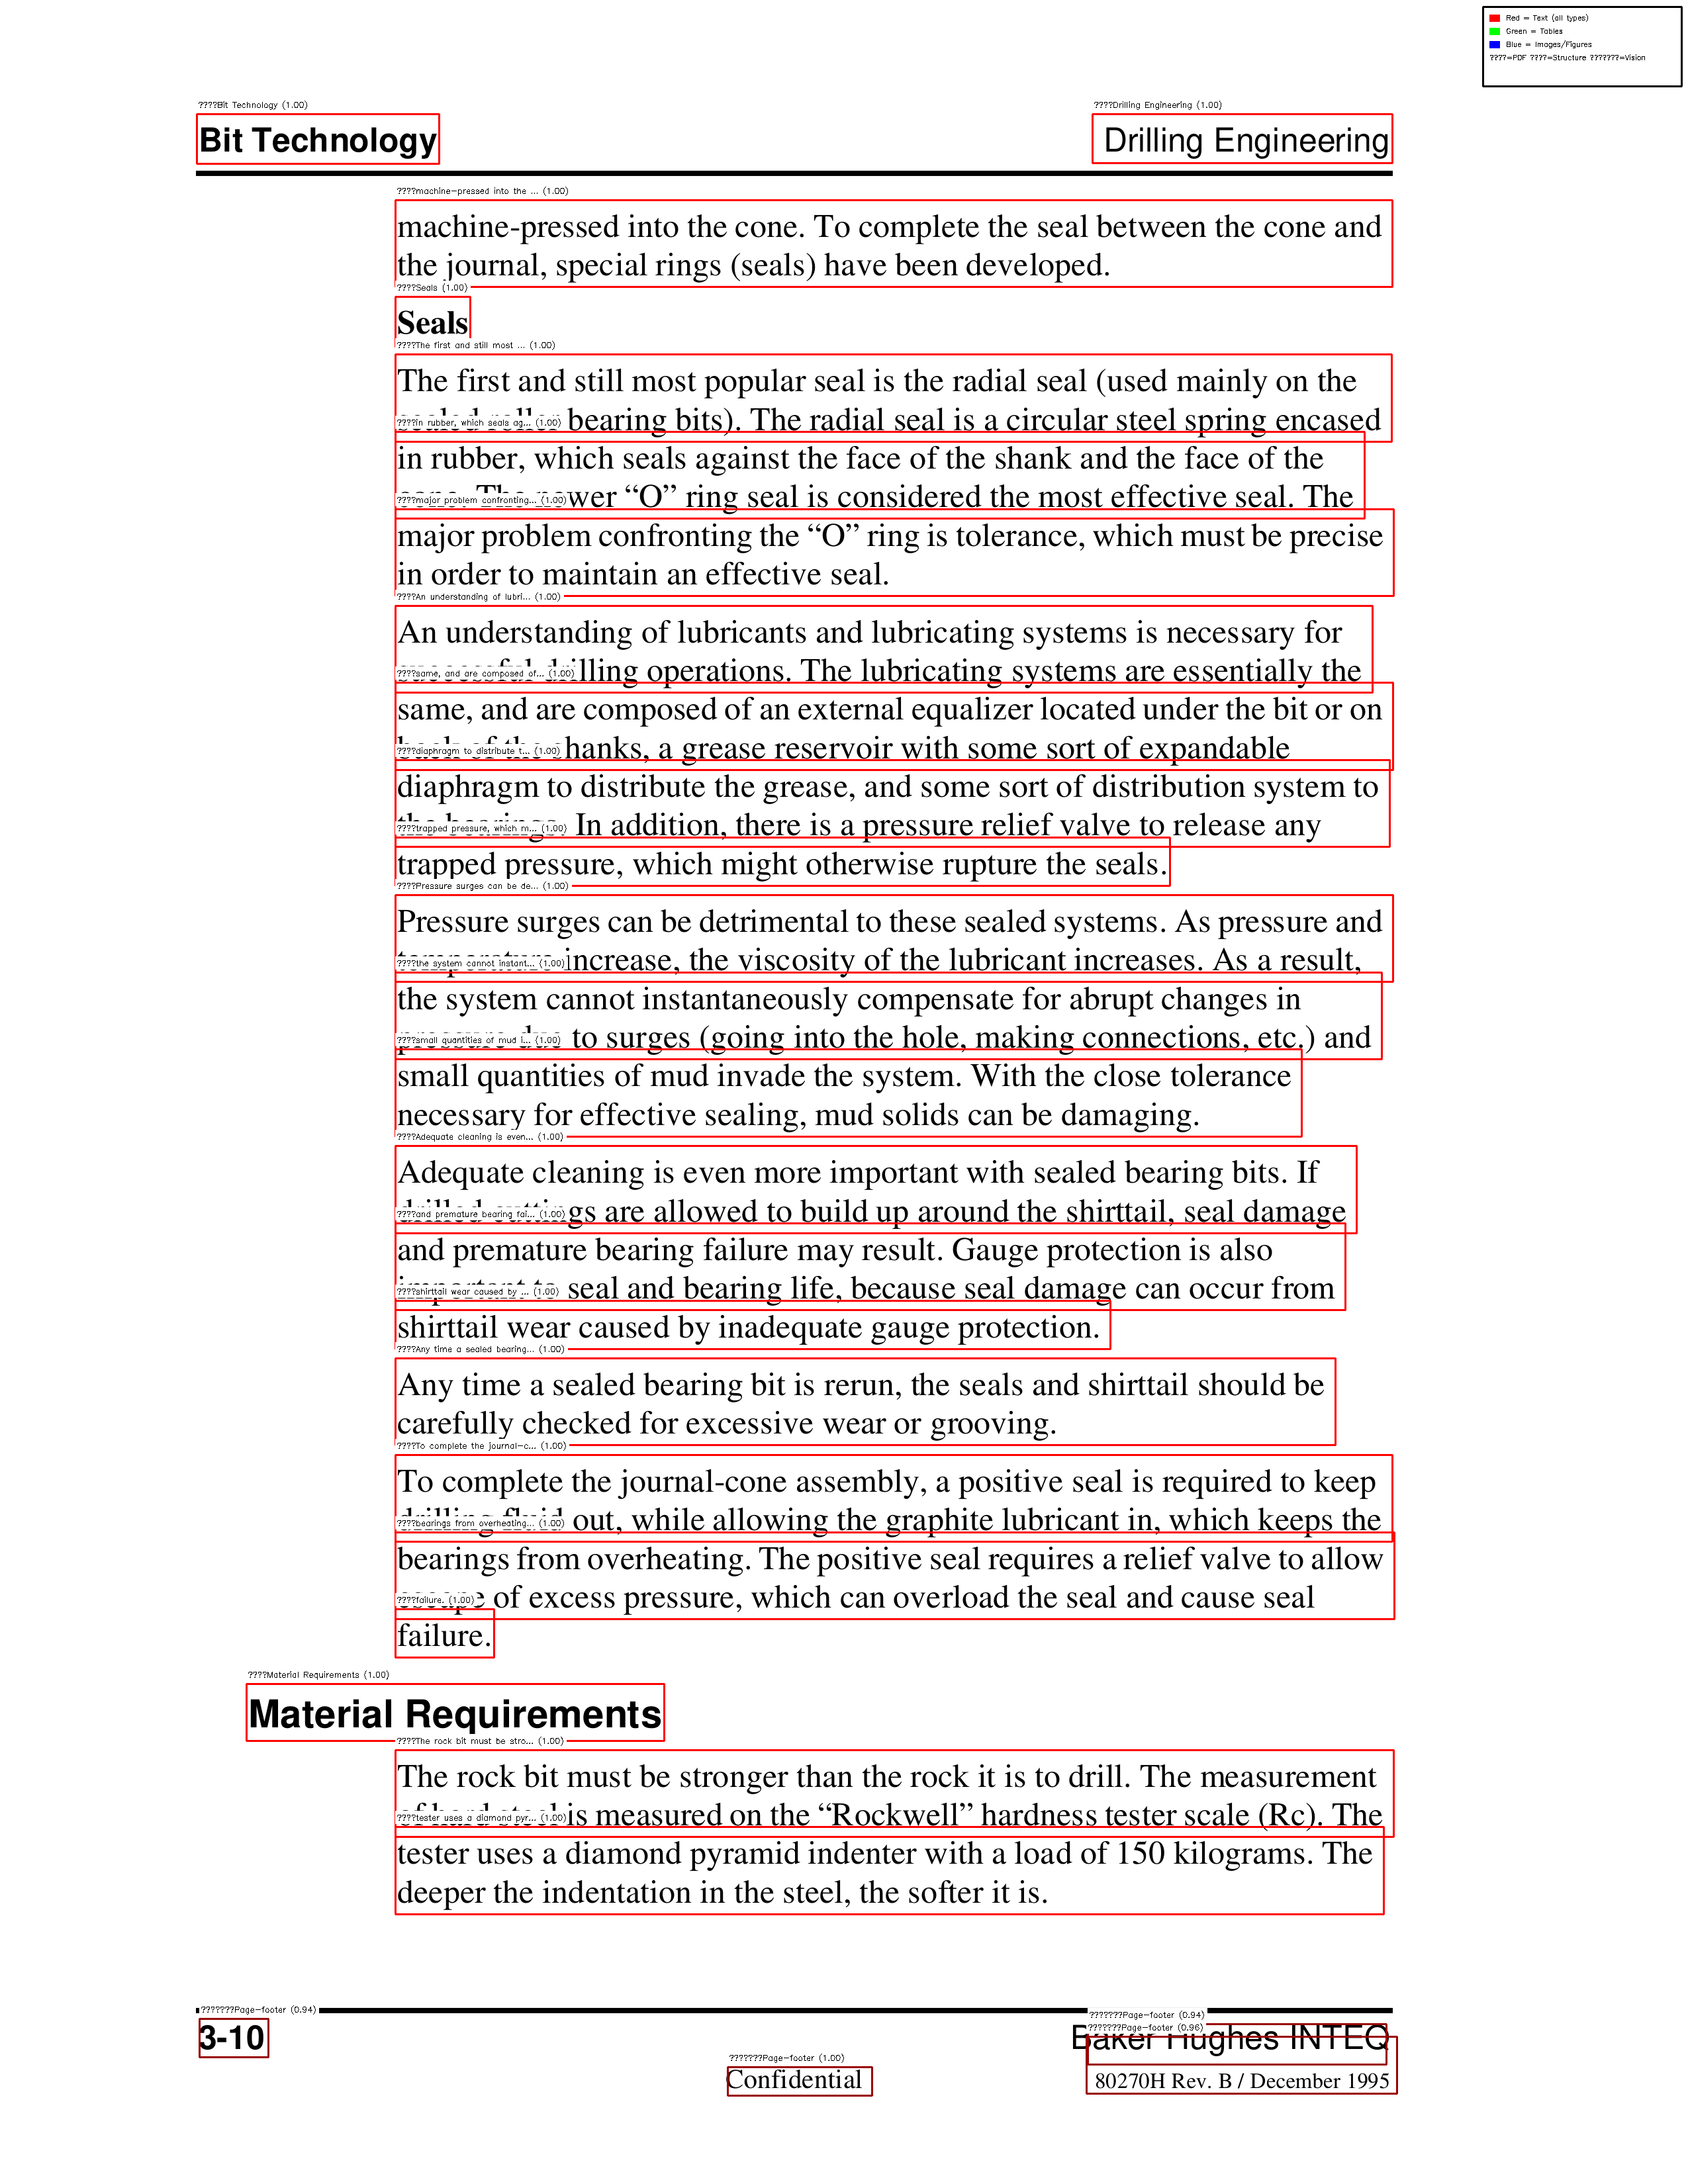 Red = Text (all types)
Green = Tables
Blue = Images/Figures
????=PDF ????=Structure ???????=Vision
????Bit Technology (1.00)
????Drilling Engineering (1.00)
Bit Technology
Drilling Engineering
????machine-pressed into the ... (1.00)
machine-pressed into the cone. To complete the seal between the cone and
the journal, special rings (seals) have been developed.
????Seals (1.00)
Seals
????The first and still most ... (1.00)
The first and still most popular seal is the radial seal (used mainly on the
sealed roller bearing bits). The radial seal is a circular steel spring encased
????in rubber, which seals ag... (1.00)
in rubber, which seals against the face of the shank and the face of the
cone. The newer “O” ring seal is considered the most effective seal. The
????major problem confronting... (1.00)
major problem confronting the “O” ring is tolerance, which must be precise
in order to maintain an effective seal.
????An understanding of lubri... (1.00)
An understanding of lubricants and lubricating systems is necessary for
successful drilling operations. The lubricating systems are essentially the
????same, and are composed of... (1.00)
same, and are composed of an external equalizer located under the bit or on
back of the shanks, a grease reservoir with some sort of expandable
????diaphragm to distribute t... (1.00)
diaphragm to distribute the grease, and some sort of distribution system to
the bearings. In addition, there is a pressure relief valve to release any
????trapped pressure, which m... (1.00)
trapped pressure, which might otherwise rupture the seals.
????Pressure surges can be de... (1.00)
Pressure surges can be detrimental to these sealed systems. As pressure and
temperature increase, the viscosity of the lubricant increases. As a result,
????the system cannot instant... (1.00)
the system cannot instantaneously compensate for abrupt changes in
pressure due to surges (going into the hole, making connections, etc.) and
????small quantities of mud i... (1.00)
small quantities of mud invade the system. With the close tolerance
necessary for effective sealing, mud solids can be damaging.
????Adequate cleaning is even... (1.00)
Adequate cleaning is even more important with sealed bearing bits. If
drilled cuttings are allowed to build up around the shirttail, seal damage
????and premature bearing fai... (1.00)
and premature bearing failure may result. Gauge protection is also
important to seal and bearing life, because seal damage can occur from
????shirttail wear caused by ... (1.00)
shirttail wear caused by inadequate gauge protection.
????Any time a sealed bearing... (1.00)
Any time a sealed bearing bit is rerun, the seals and shirttail should be
carefully checked for excessive wear or grooving.
????To complete the journal-c... (1.00)
To complete the journal-cone assembly, a positive seal is required to keep
drilling fluid out, while allowing the graphite lubricant in, which keeps the
????bearings from overheating... (1.00)
bearings from overheating. The positive seal requires a relief valve to allow
escape of excess pressure, which can overload the seal and cause seal
????failure. (1.00)
failure.
????Material Requirements (1.00)
Material Requirements
????The rock bit must be stro... (1.00)
The rock bit must be stronger than the rock it is to drill. The measurement
of hard steel is measured on the “Rockwell” hardness tester scale (Rc). The
????tester uses a diamond pyr... (1.00)
tester uses a diamond pyramid indenter with a load of 150 kilograms. The
deeper the indentation in the steel, the softer it is.
???????Page-footer (0.94)
???????Page-footer (0.94)
???????Page-footer (0.96)
3-10
Baker Hughes INTEQ
???????Page-footer (1.00)
Confidential
80270H Rev. B / December 1995